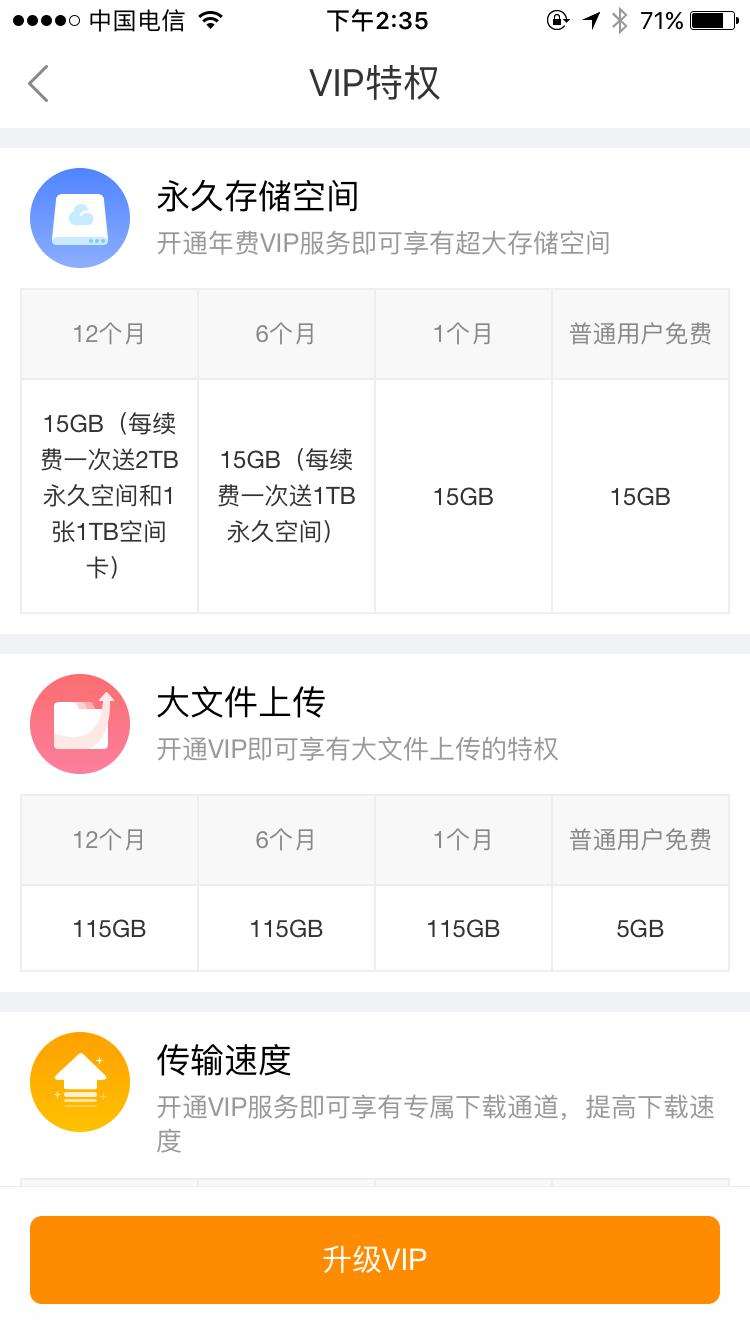 中国电信
下午2:35
71%
VIP特权
永久存储空间
开通年费VIP服务即可享有超大存储空间
12个月
6个月
1个月
普通用户免费
15GB（每续
费一次送2TB
永久空间和1
张1TB空间
卡）
15GB（每续
费一次送1TB
永久空间）
15GB
15GB
大文件上传
开通VIP即可享有大文件上传的特权
12个月
6个月
1个月
普通用户免费
115GB
115GB
115GB
5GB
传输速度
开通VIP服务即可享有专属下载通道，提高下载速
度
升级VIP